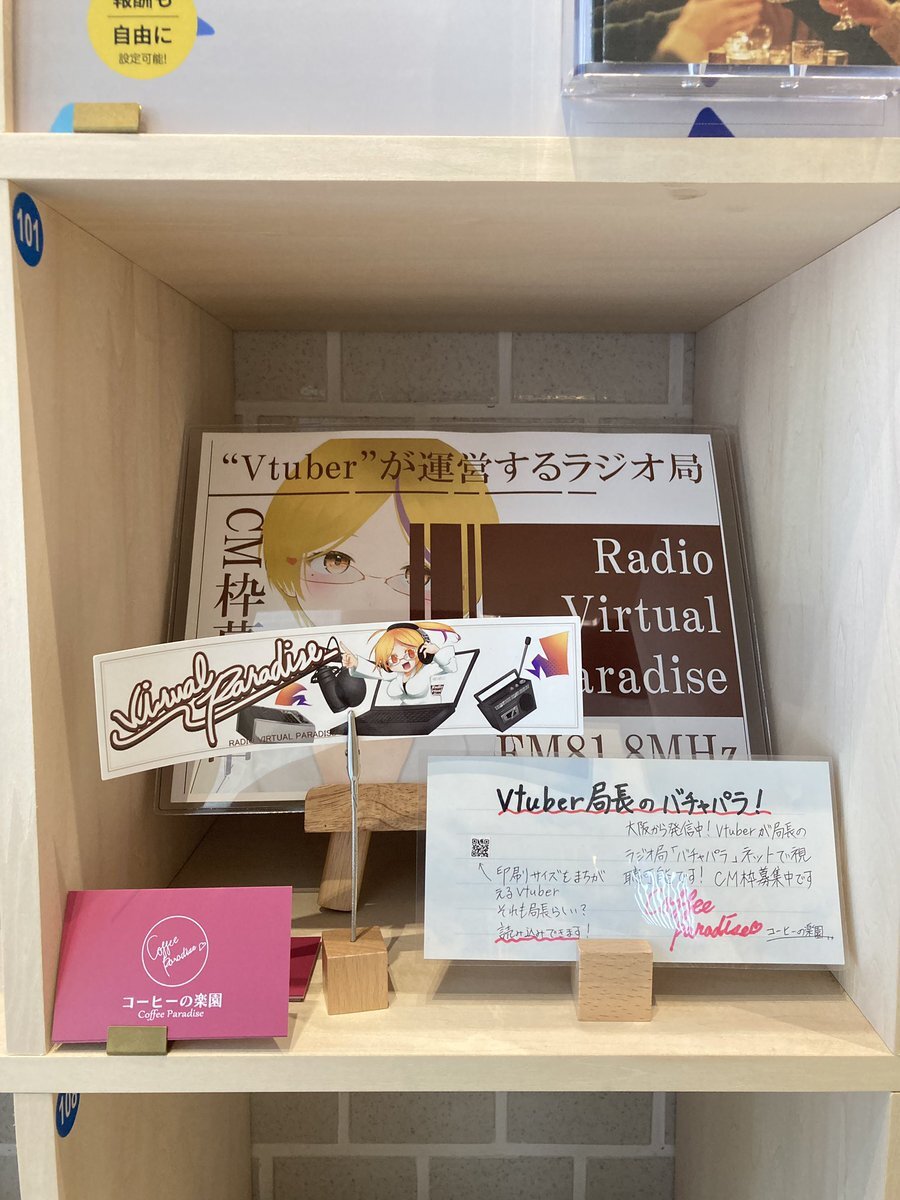 報酬も
自由に
設定可能!
101
“Vtuber”が運営するラジオ局
CM枠
Radio
Virtual
Paradise
FM81.8MHz
Virtual Paradise
RADIO VIRTUAL PARADISE
Vtuber局長のバチャパラ!
大阪から発信中!Vtuberが局長の
ラジオ局「バチャパラ」ネットで視
聴可能です! CM枠募集中です
印刷サイズもまちが
えるVtuber
それも局長らしい?
読み込みできます!
Coffee
Paradise
コーヒーの楽園
Coffee
Paradise
コーヒーの楽園
Coffee Paradise